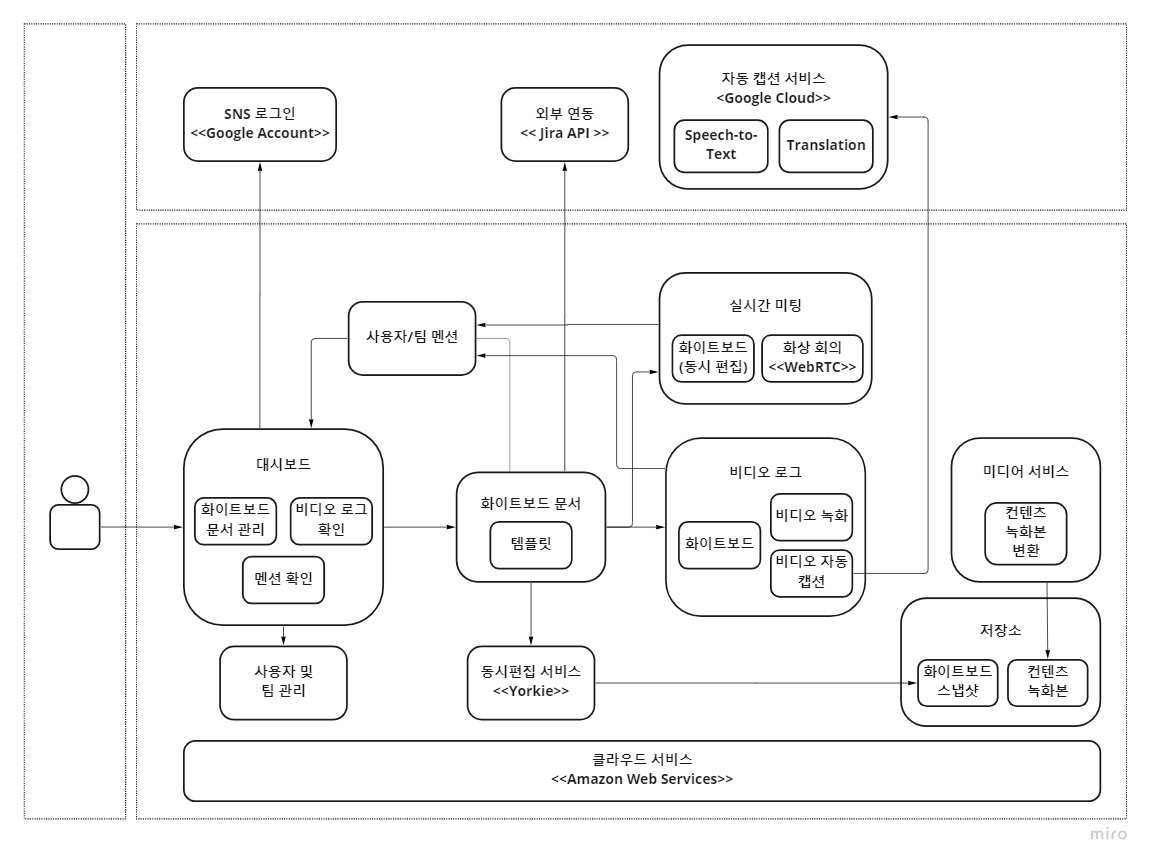 SNS 로그인
<<Google Account>>
외부 연동
<< Jira API >>
자동 캡션 서비스
<Google Cloud>>
Speech-to-
Text
Translation
사용자/팀 멘션
실시간 미팅
화이트보드
(동시 편집)
화상 회의
<<WebRTC>>
대시보드
화이트보드
문서 관리
비디오 로그
확인
멘션 확인
화이트보드 문서
템플릿
비디오 로그
화이트보드
비디오 녹화
비디오 자동
캡션
미디어 서비스
컨텐츠
녹화본
변환
사용자 및
팀 관리
동시편집 서비스
<<Yorkie>>
저장소
화이트보드
스냅샷
컨텐츠
녹화본
클라우드 서비스
<<Amazon Web Services>>
miro